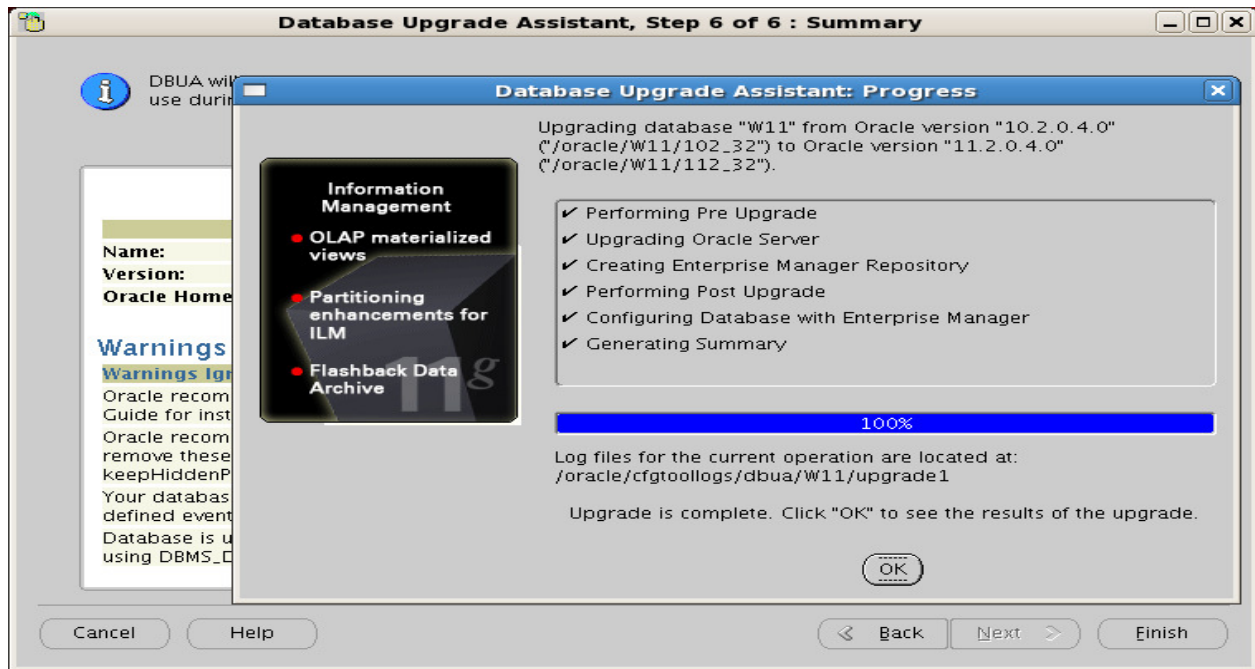 Database Upgrade Assistant, Step 6 of 6 : Summary
DBUA will
use durin
Database Upgrade Assistant: Progress
Upgrading database "W11" from Oracle version "10.2.0.4.0"
("/oracle/W11/102_32") to Oracle version "11.2.0.4.0"
("/oracle/W11/112_32").
Information
Management
OLAP materialized
views
Partitioning
enhancements for
ILM
Flashback Data
Archive
11g
✔ Performing Pre Upgrade
✔ Upgrading Oracle Server
✔ Creating Enterprise Manager Repository
✔ Performing Post Upgrade
✔ Configuring Database with Enterprise Manager
✔ Generating Summary
100%
Log files for the current operation are located at:
/oracle/cfgtoollogs/dbua/W11/upgrade1
Upgrade is complete. Click "OK" to see the results of the upgrade.
OK
Name:
Version:
Oracle Home
Warnings
Warnings Igr
Oracle recom
Guide for inst
Oracle recom
remove these
keepHiddenP
Your databas
defined event
Database is u
using DBMS_D
Cancel
Help
Back
Next
Finish